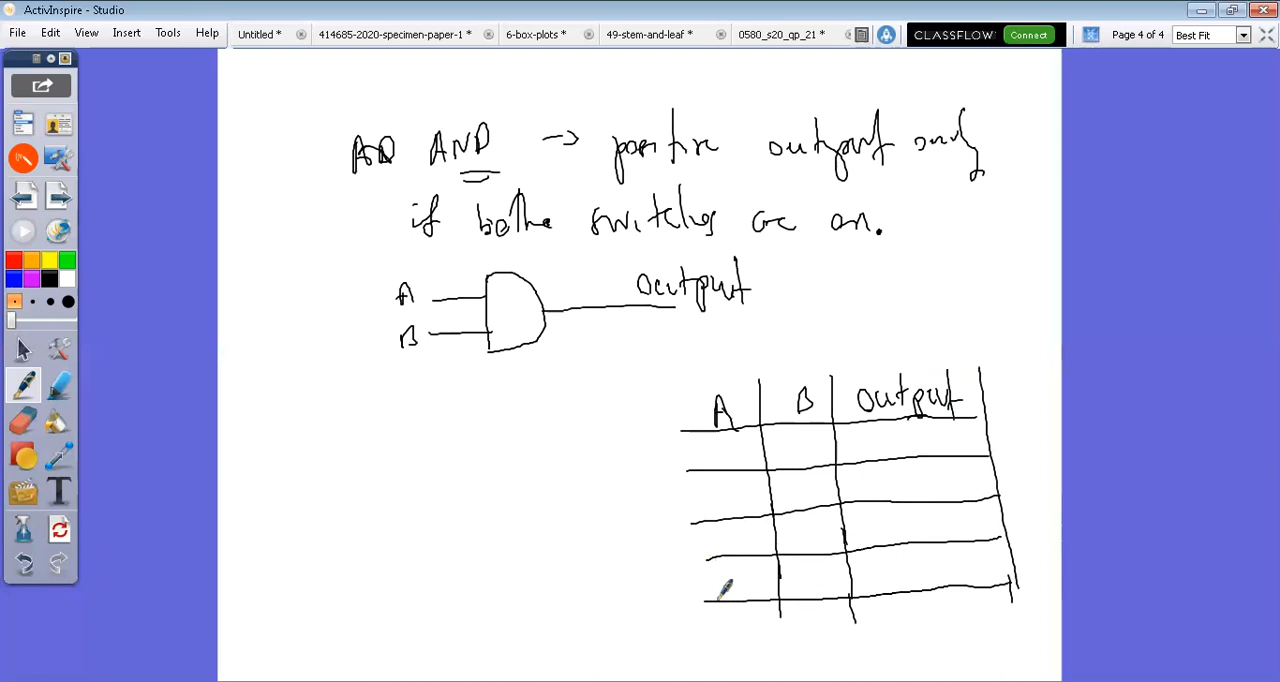 ActivInspire - Studio
File Edit View Insert Tools Help Untitled * 414685-2020-specimen-paper-1 * 6-box-plots * 49-stem-and-leaf * 0580_s20_qp_21 * CLASSFLOW Connect Page 4 of 4 Best Fit
AND → positive output only
if both switches are on.
A output
B
A B output